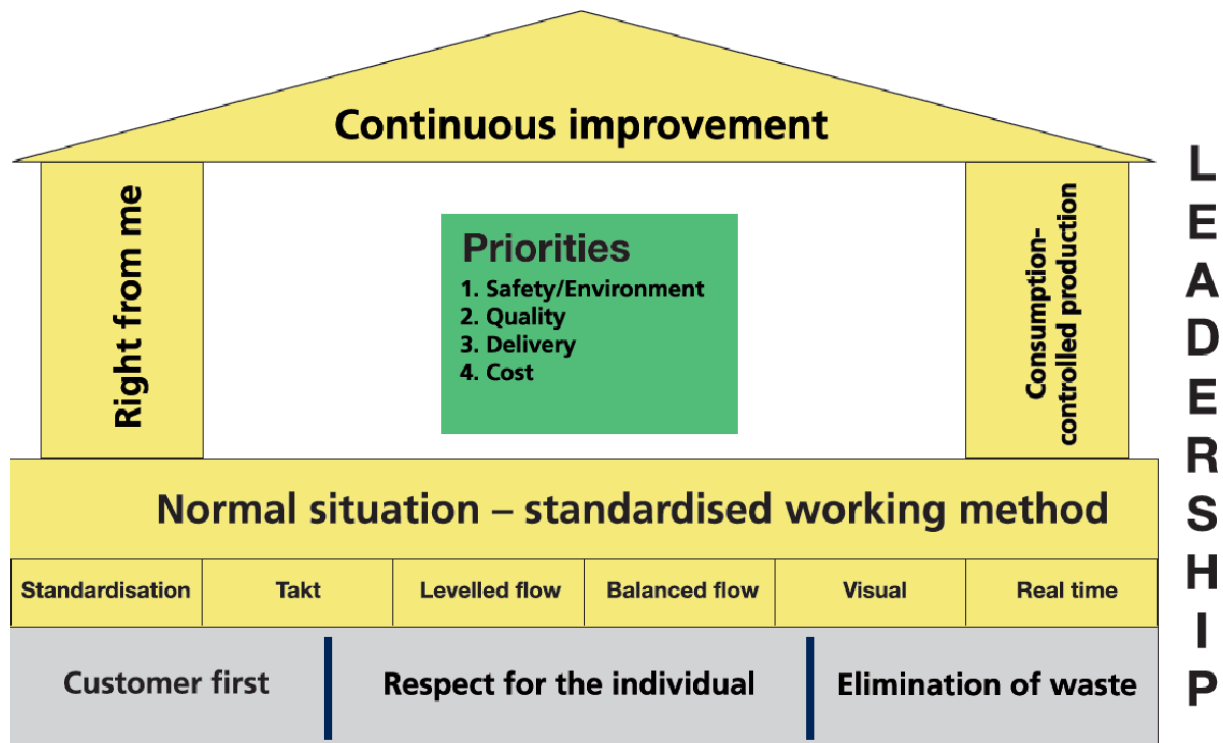 Continuous improvement
Right from me
Priorities
1. Safety/Environment
2. Quality
3. Delivery
4. Cost
Consumption-
controlled production
Normal situation – standardised working method
Standardisation
Takt
Levelled flow
Balanced flow
Visual
Real time
Customer first
Respect for the individual
Elimination of waste
LEADERSHIP